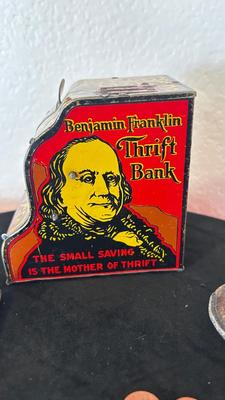 Benjamin Franklin
Thrift
Bank
THE SMALL SAVING
IS THE MOTHER OF THRIFT